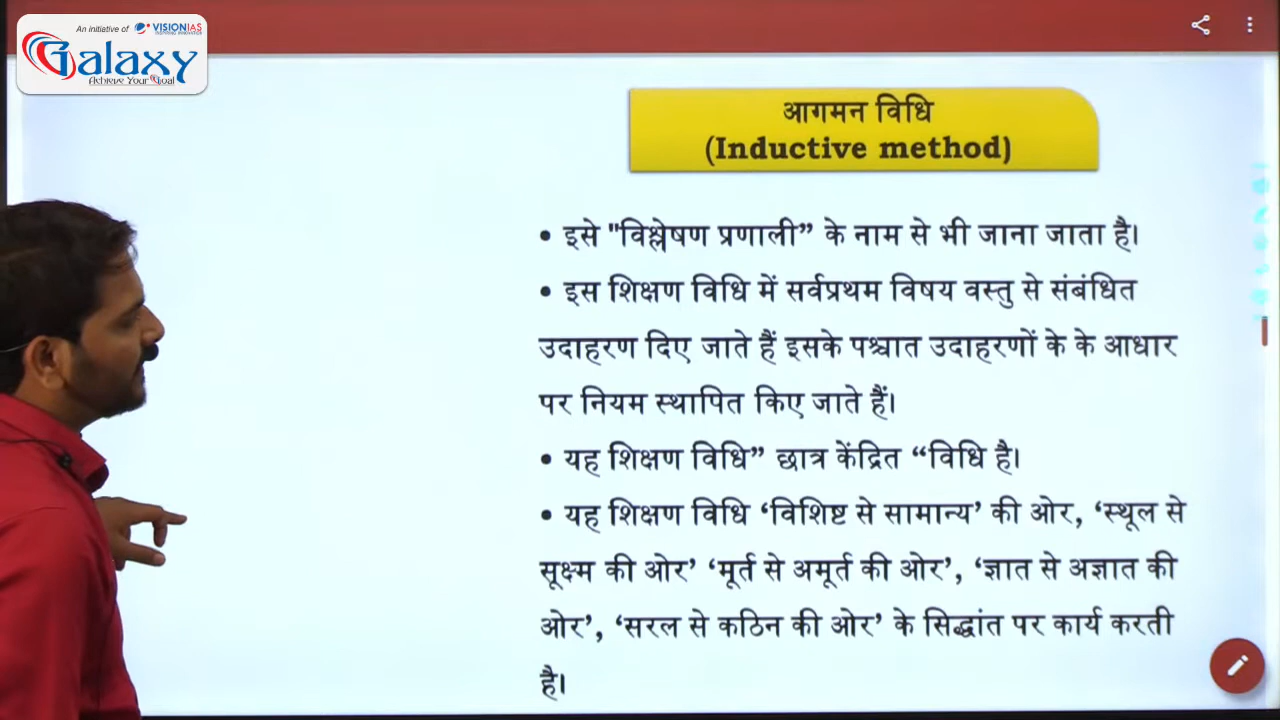 An initiative of VISIONIAS
Galaxy
Achieve Your Goal
आगमन विधि
(Inductive method)
• इसे "विश्लेषण प्रणाली” के नाम से भी जाना जाता है।
• इस शिक्षण विधि में सर्वप्रथम विषय वस्तु से संबंधित
उदाहरण दिए जाते हैं इसके पश्चात उदाहरणों के के आधार
पर नियम स्थापित किए जाते हैं।
• यह शिक्षण विधि” छात्र केंद्रित “विधि है।
• यह शिक्षण विधि ‘विशिष्ट से सामान्य’ की ओर, ‘स्थूल से
सूक्ष्म की ओर’ ‘मूर्त से अमूर्त की ओर’, ‘ज्ञात से अज्ञात की
ओर’, ‘सरल से कठिन की ओर’ के सिद्धांत पर कार्य करती
है।